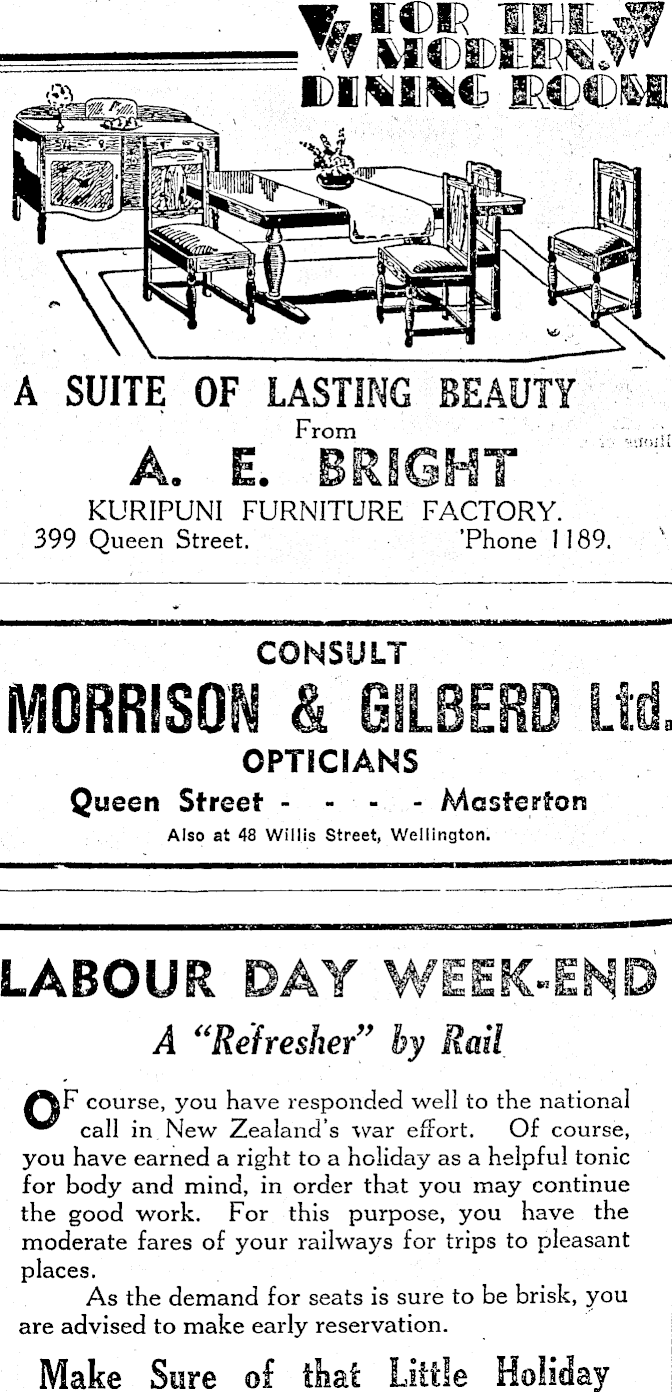 FOR THE
MODERN
DINING ROOM
A SUITE OF LASTING BEAUTY
From
A. E. BRIGHT
KURIPUNI FURNITURE FACTORY.
399 Queen Street. 'Phone 1189.
CONSULT
MORRISON & GILBERD Ltd.
OPTICIANS
Queen Street - - - - Masterton
Also at 48 Willis Street, Wellington.
LABOUR DAY WEEK-END
A "Refresher" by Rail
OF course, you have responded well to the national
call in New Zealand's war effort. Of course,
you have earned a right to a holiday as a helpful tonic
for body and mind, in order that you may continue
the good work. For this purpose, you have the
moderate fares of your railways for trips to pleasant
places.
As the demand for seats is sure to be brisk, you
are advised to make early reservation.
Make Sure of that Little Holiday